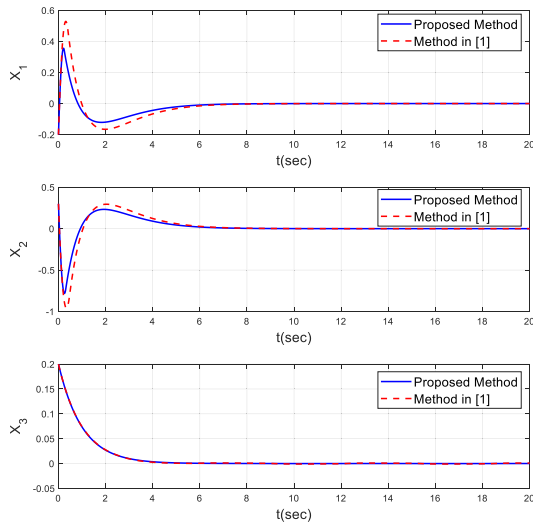 0.6
0.4
0.2
0
-0.2
X1
Proposed Method
Method in [1]
0 2 4 6 8 10 12 14 16 18 20
t(sec)
0.5
0
-0.5
-1
X2
Proposed Method
Method in [1]
0 2 4 6 8 10 12 14 16 18 20
t(sec)
0.2
0.15
0.1
0.05
0
-0.05
X3
Proposed Method
Method in [1]
0 2 4 6 8 10 12 14 16 18 20
t(sec)